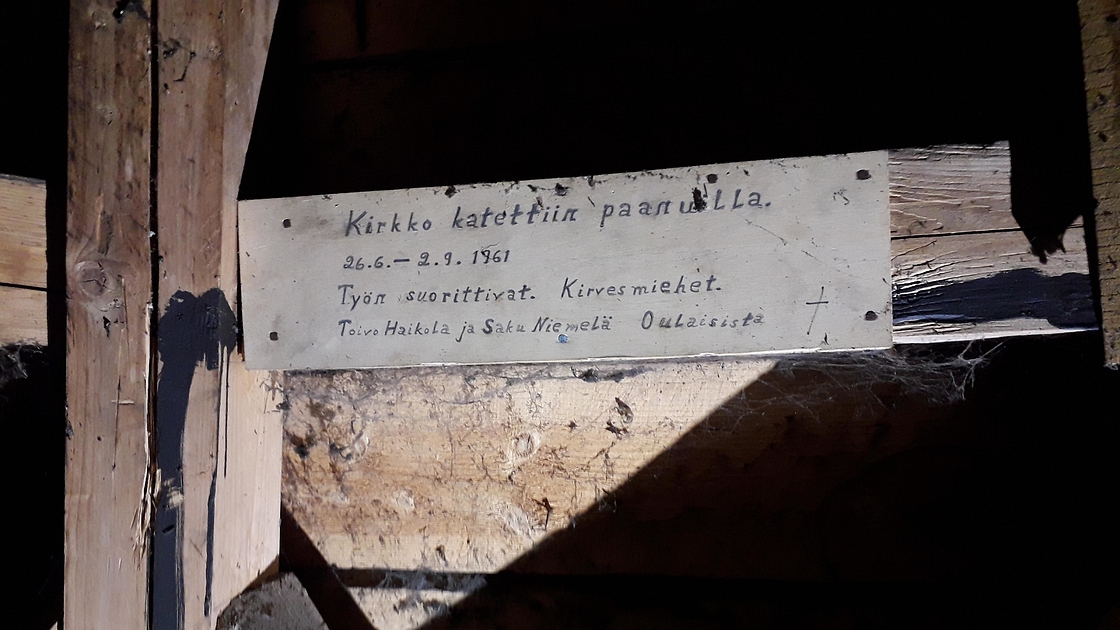 Kirkko katettiin paanuilla.
26.6.— 2.9. 1961
Työn suorittivat. Kirvesmiehet.
Toivo Haikola ja Saku Niemelä Oulaisista